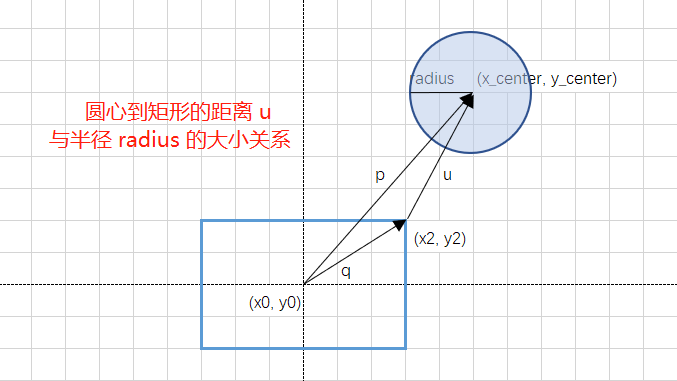 radius (x_center, y_center)
圆心到矩形的距离 u
与半径 radius 的大小关系
p
u
(x2, y2)
q
(x0, y0)